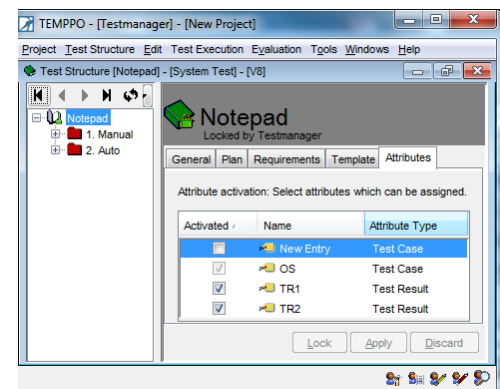 TEMPPO - [Testmanager] - [New Project]
Project Test Structure Edit Test Execution Evaluation Tools Windows Help
Test Structure [Notepad] - [System Test] - [V8]
Notepad
1. Manual
2. Auto
Notepad
Locked by Testmanager
General Plan Requirements Template Attributes
Attribute activation: Select attributes which can be assigned.
Activated Name Attribute Type
New Entry Test Case
OS Test Case
TR1 Test Result
TR2 Test Result
Lock Apply Discard